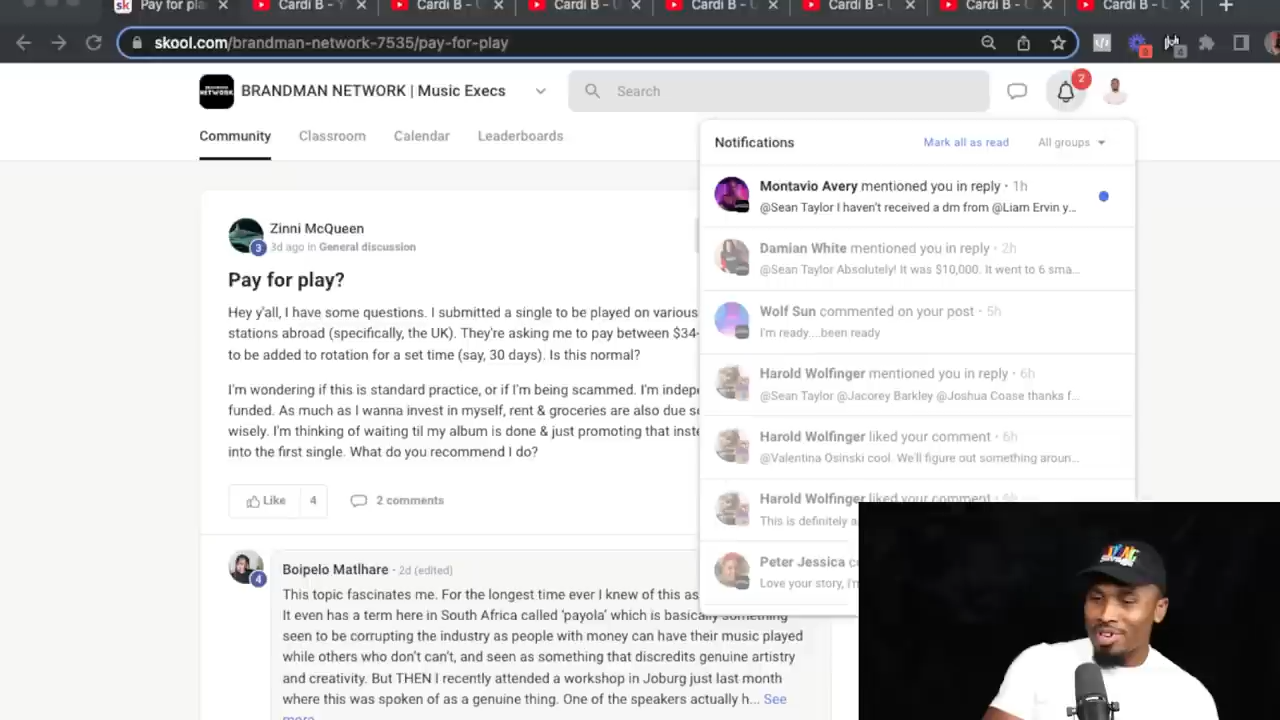 Pay for pl
Cardi B -
Cardi B -
Cardi B -
Cardi B -
Cardi B -
Cardi B -
Cardi B -
skool.com/brandman-network-7535/pay-for-play
BRANDMAN NETWORK | Music Execs
Search
2
Community
Classroom
Calendar
Leaderboards
Notifications
Mark all as read
All groups
Montavio Avery mentioned you in reply · 1h
@Sean Taylor I haven't received a dm from @Liam Ervin y...
Damian White mentioned you in reply · 2h
@Sean Taylor Absolutely! It was $10,000. It went to 6 sma...
Wolf Sun commented on your post · 5h
I'm ready....been ready
Harold Wolfinger mentioned you in reply · 6h
@Sean Taylor @Jacorey Barkley @Joshua Coase thanks f...
Harold Wolfinger liked your comment · 6h
@Valentina Osinski cool. We'll figure out something aroun...
Harold Wolfinger liked your comment
This is definitely a
Peter Jessica c
Love your story, i'm
Zinni McQueen
3
3d ago in General discussion
Pay for play?
Hey y'all, I have some questions. I submitted a single to be played on various
stations abroad (specifically, the UK). They're asking me to pay between $34-
to be added to rotation for a set time (say, 30 days). Is this normal?
I'm wondering if this is standard practice, or if I'm being scammed. I'm indep
funded. As much as I wanna invest in myself, rent & groceries are also due s
wisely. I'm thinking of waiting til my album is done & just promoting that inste
into the first single. What do you recommend I do?
Like 4
2 comments
Boipelo Matlhare · 2d (edited)
4
This topic fascinates me. For the longest time ever I knew of this as
It even has a term here in South Africa called 'payola' which is basically something
seen to be corrupting the industry as people with money can have their music played
while others who don't can't, and seen as something that discredits genuine artistry
and creativity. But THEN I recently attended a workshop in Joburg just last month
where this was spoken of as a genuine thing. One of the speakers actually h... See
more